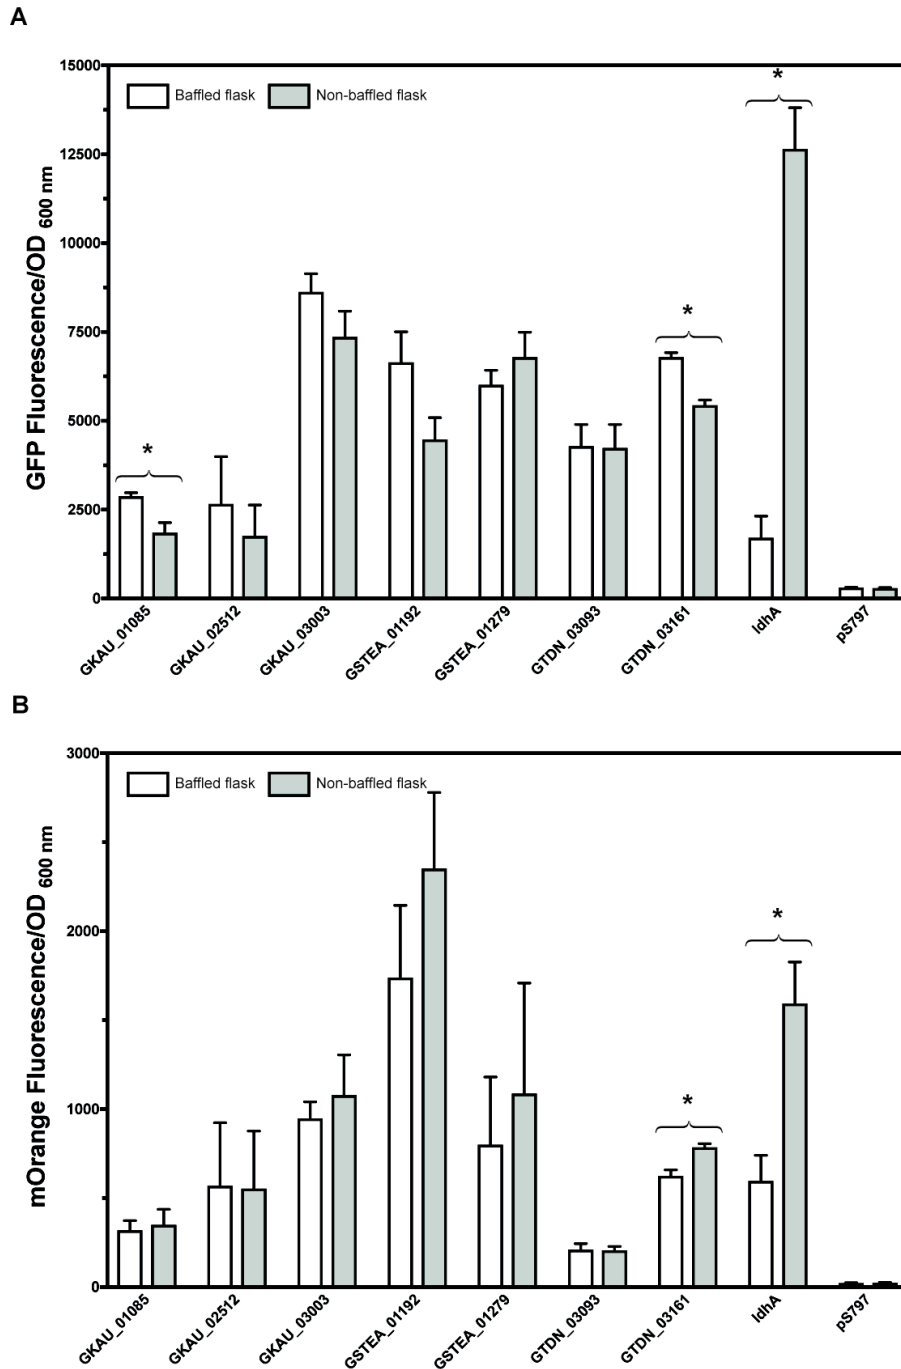 A
15000
Baffled flask Non-baffled flask
*
12500
10000
7500
*
5000
*
2500
0
GFP Fluorescence/OD 600 nm
GKAU_01085 GKAU_02512 GKAU_03003 GSTEA_01192 GSTEA_01279 GTDN_03093 GTDN_03161 ldhA pS797
B
3000
Baffled flask Non-baffled flask
2000
*
1000
*
0
mOrange Fluorescence/OD 600 nm
GKAU_01085 GKAU_02512 GKAU_03003 GSTEA_01192 GSTEA_01279 GTDN_03093 GTDN_03161 ldhA pS797